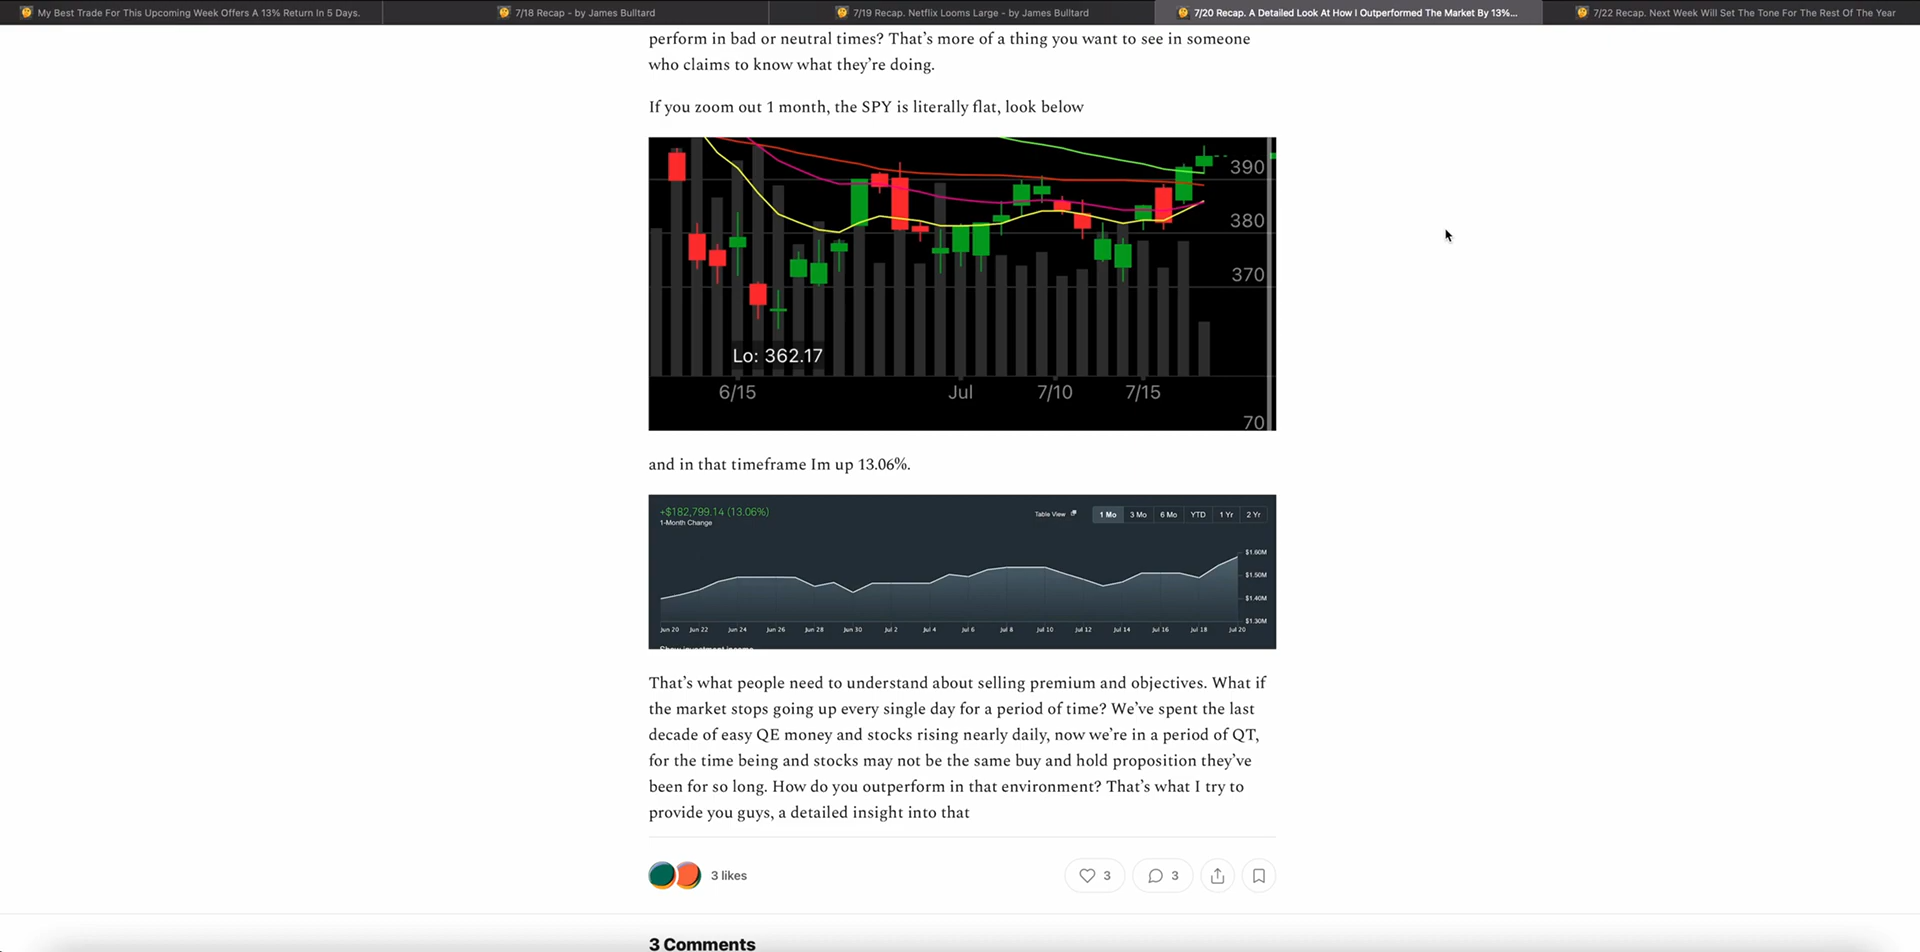 My Best Trade For This Upcoming Week Offers A 13% Return In 5 Days.
7/18 Recap - by James Bulltard
7/19 Recap. Netflix Looms Large - by James Bulltard
7/20 Recap. A Detailed Look At How I Outperformed The Market By 13%...
7/22 Recap. Next Week Will Set The Tone For The Rest Of The Year
perform in bad or neutral times? That’s more of a thing you want to see in someone
who claims to know what they’re doing.
If you zoom out 1 month, the SPY is literally flat, look below
390
380
370
Lo: 362.17
6/15
Jul
7/10
7/15
70
and in that timeframe Im up 13.06%.
+$182,799.14 (13.06%)
1-Month Change
Table View
1 Mo
3 Mo
6 Mo
YTD
1 Yr
2 Yr
$1.60M
$1.50M
$1.40M
$1.30M
Jun 20
Jun 22
Jun 24
Jun 26
Jun 28
Jun 30
Jul 2
Jul 4
Jul 6
Jul 8
Jul 10
Jul 12
Jul 14
Jul 16
Jul 18
Jul 20
Show investment income
That’s what people need to understand about selling premium and objectives. What if
the market stops going up every single day for a period of time? We’ve spent the last
decade of easy QE money and stocks rising nearly daily, now we’re in a period of QT,
for the time being and stocks may not be the same buy and hold proposition they’ve
been for so long. How do you outperform in that environment? That’s what I try to
provide you guys, a detailed insight into that
3 likes
3
3
3 Comments